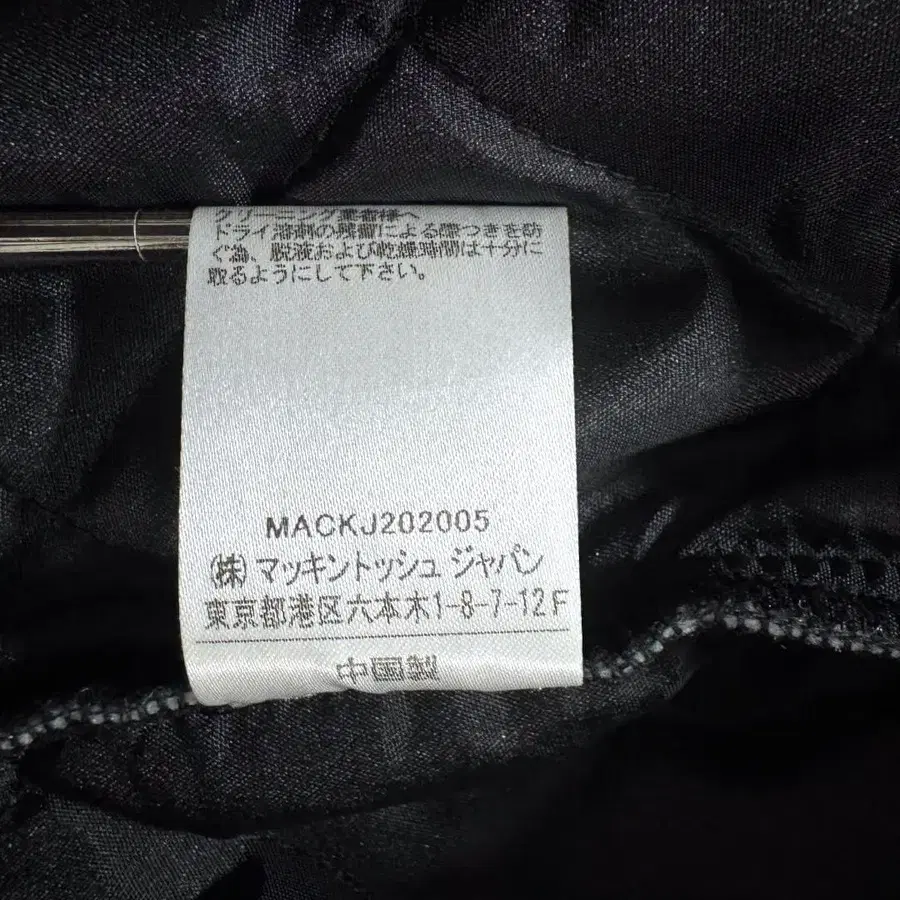 クリーニング業者様へ
ドライ溶剤の残留による際つきを防
ぐ為、脱液および乾燥時間は十分に
取るようにして下さい。
MACKJ202005
(株)マッキントッシュ ジャパン
東京都港区六本木1-8-7-12F
中国製